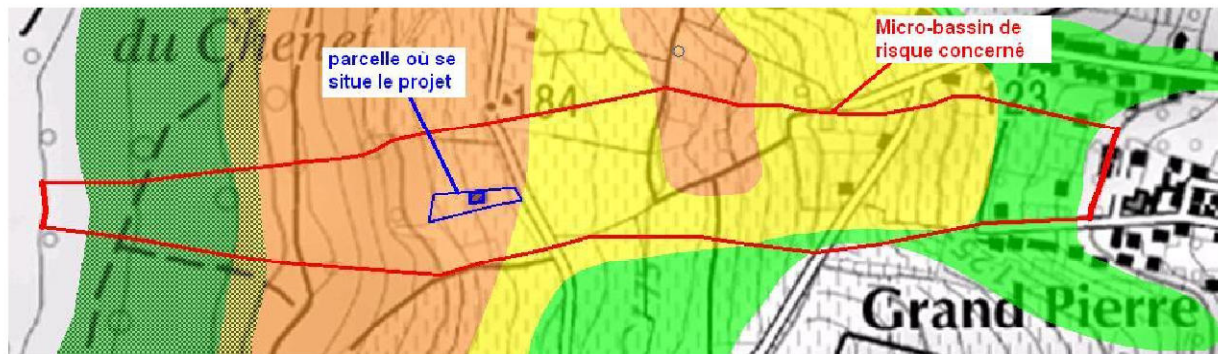 du Chenet
parcelle où se
situe le projet
Micro-bassin de
risque concerné
184
123
Grand Pierre